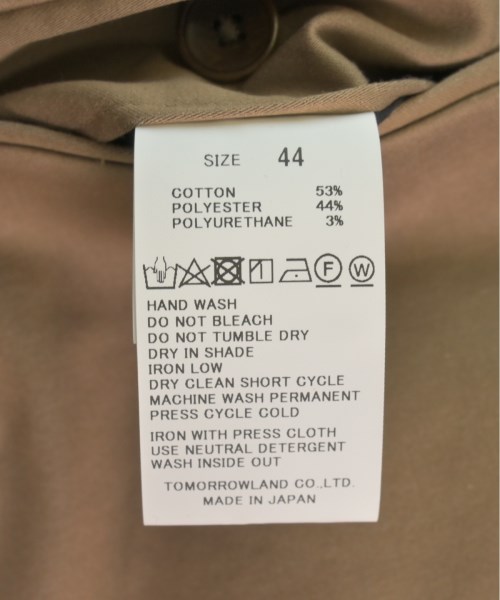 SIZE 44
COTTON 53%
POLYESTER 44%
POLYURETHANE 3%
F W
HAND WASH
DO NOT BLEACH
DO NOT TUMBLE DRY
DRY IN SHADE
IRON LOW
DRY CLEAN SHORT CYCLE
MACHINE WASH PERMANENT
PRESS CYCLE COLD
IRON WITH PRESS CLOTH
USE NEUTRAL DETERGENT
WASH INSIDE OUT
TOMORROWLAND CO.,LTD.
MADE IN JAPAN